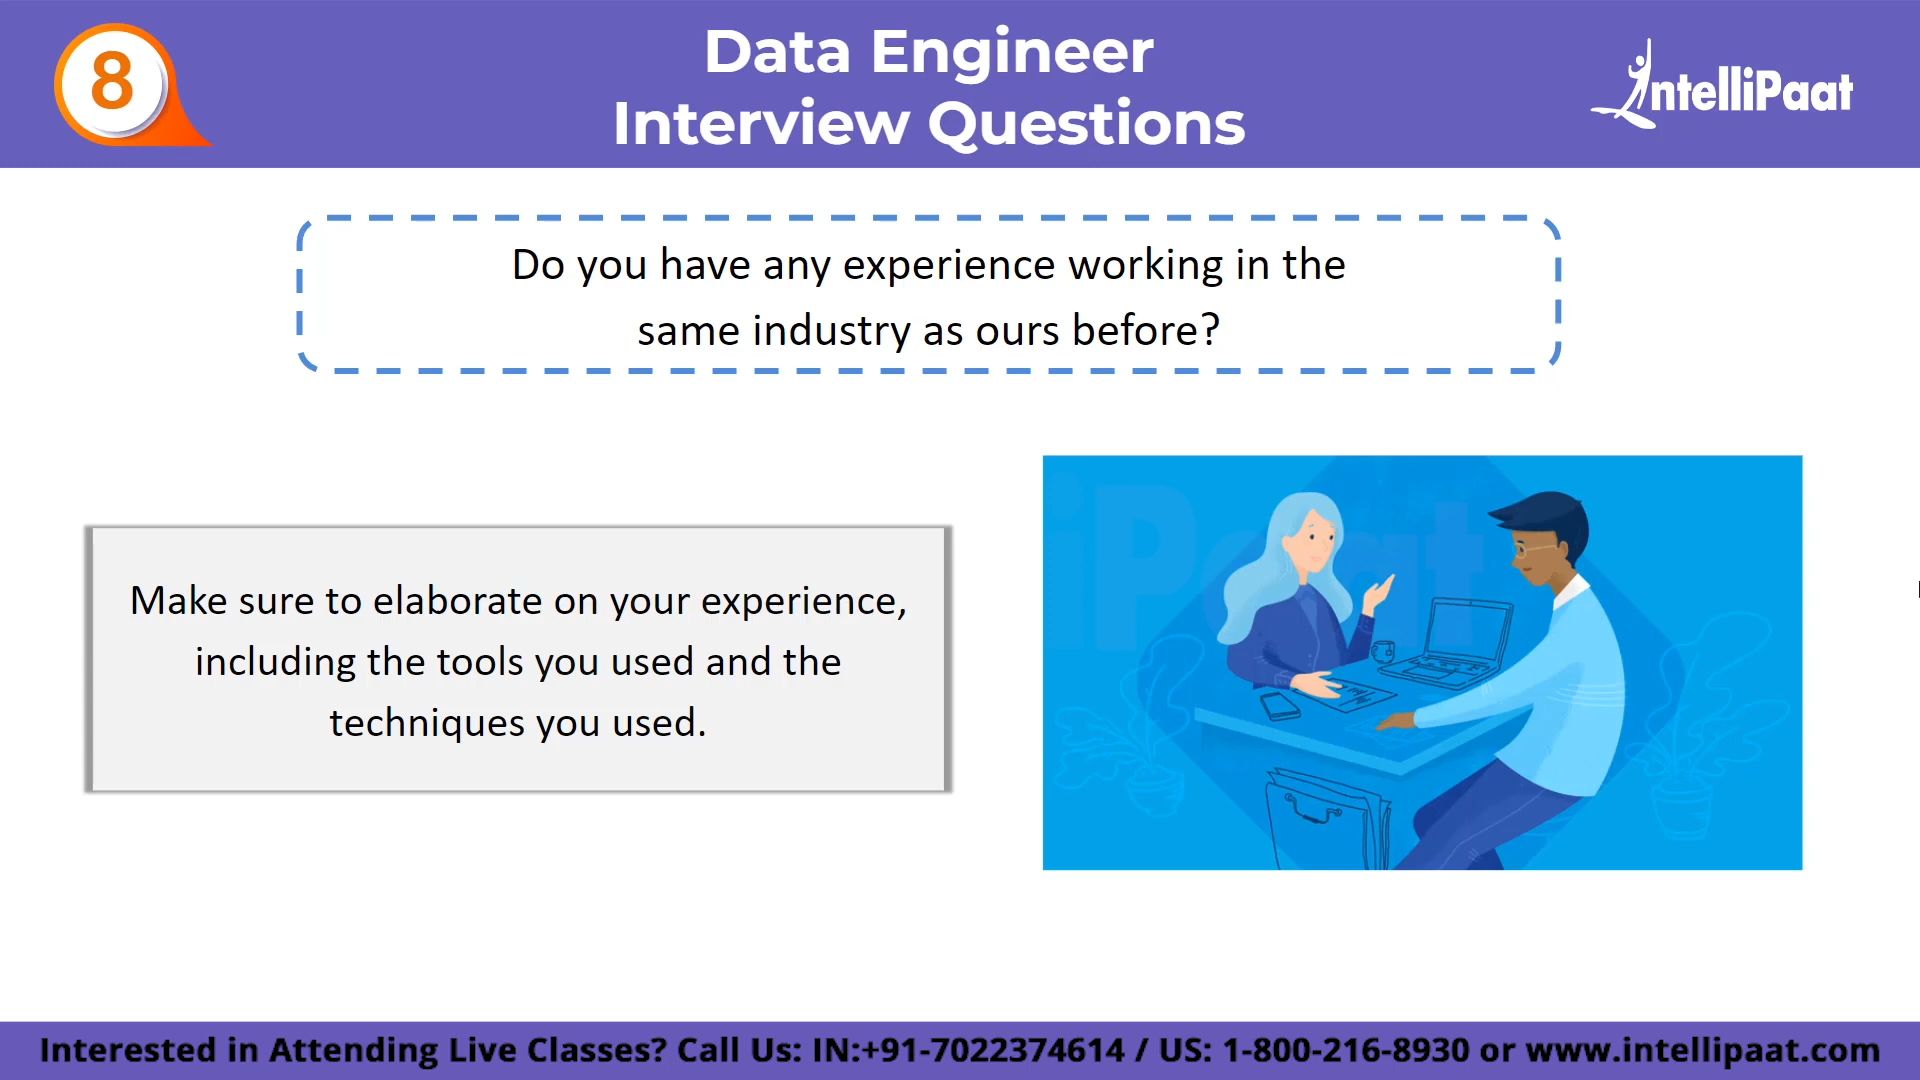 8
Data Engineer
Interview Questions
IntelliPaat
Do you have any experience working in the
same industry as ours before?
Make sure to elaborate on your experience,
including the tools you used and the
techniques you used.
iPaat
Interested in Attending Live Classes? Call Us: IN:+91-7022374614 / US: 1-800-216-8930 or www.intellipaat.com